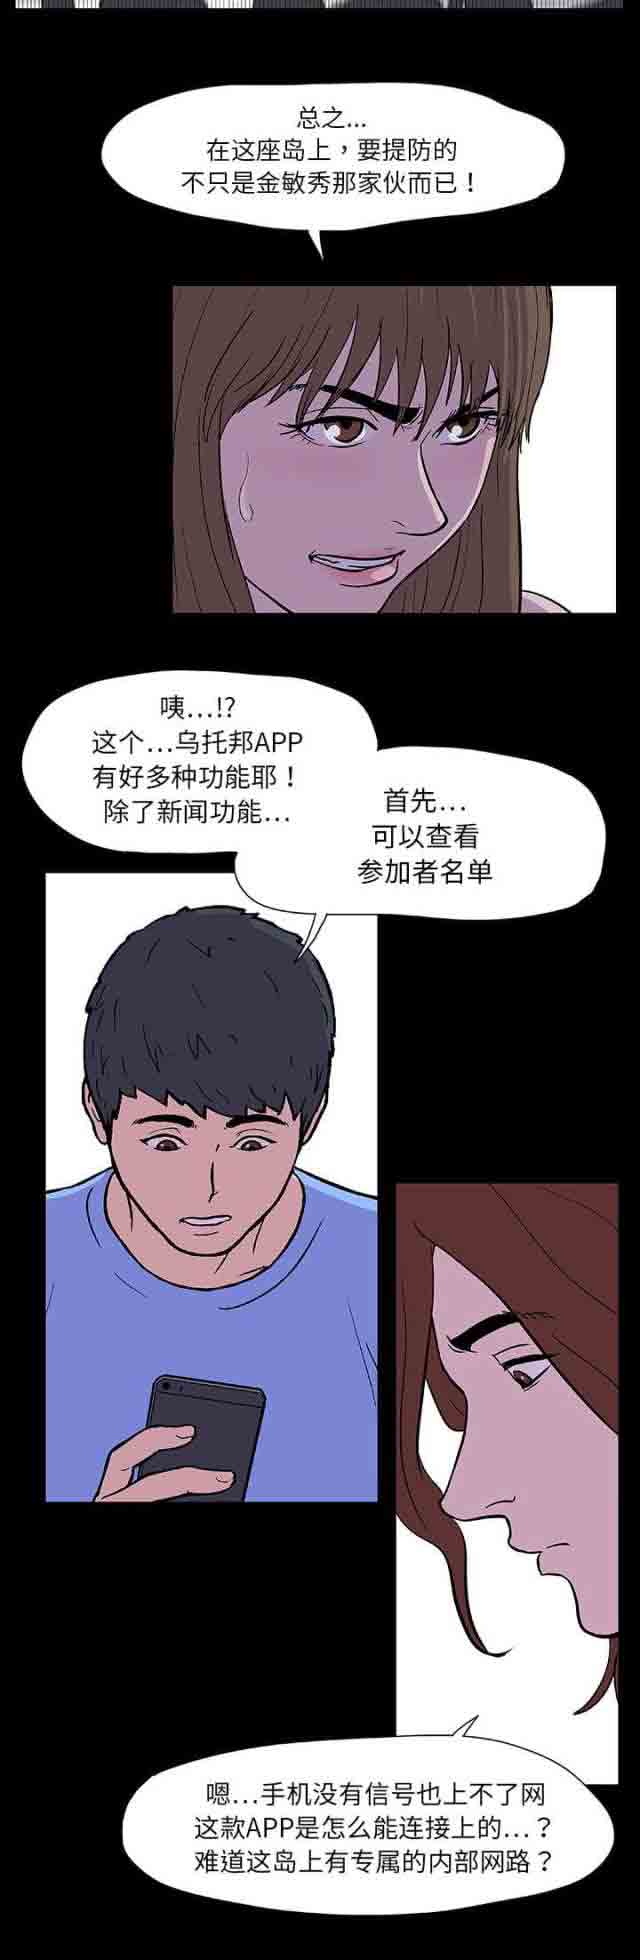 总之...
在这座岛上，要提防的
不只是金敏秀那家伙而已！
咦...!?
这个...乌托邦APP
有好多种功能耶！
除了新闻功能...
首先...
可以查看
参加者名单
嗯...手机没有信号也上不了网
这款APP是怎么能连接上的...？
难道这岛上有专属的内部网路？